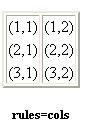 (1,1) (1,2)
(2,1) (2,2)
(3,1) (3,2)
rules=cols